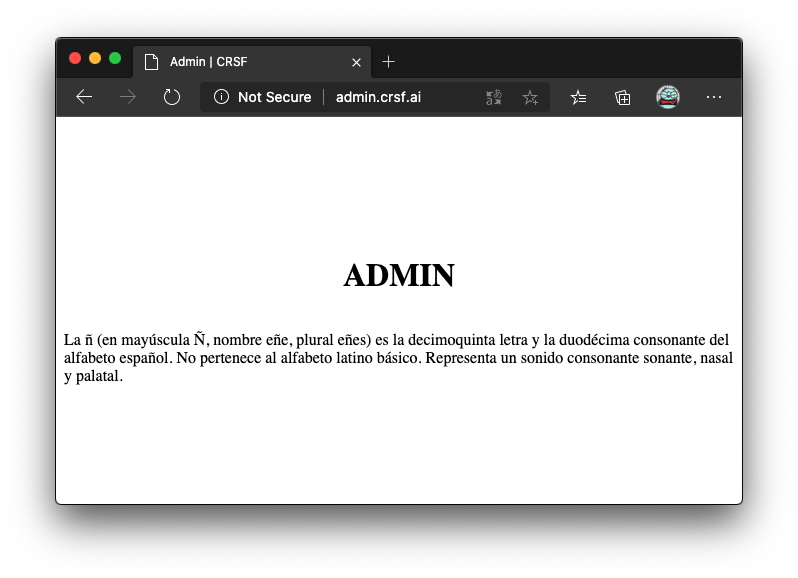 Admin | CRSF
Not Secure | admin.crsf.ai
ADMIN
La ñ (en mayúscula Ñ, nombre eñe, plural eñes) es la decimoquinta letra y la duodécima consonante del
alfabeto español. No pertenece al alfabeto latino básico. Representa un sonido consonante sonante, nasal
y palatal.